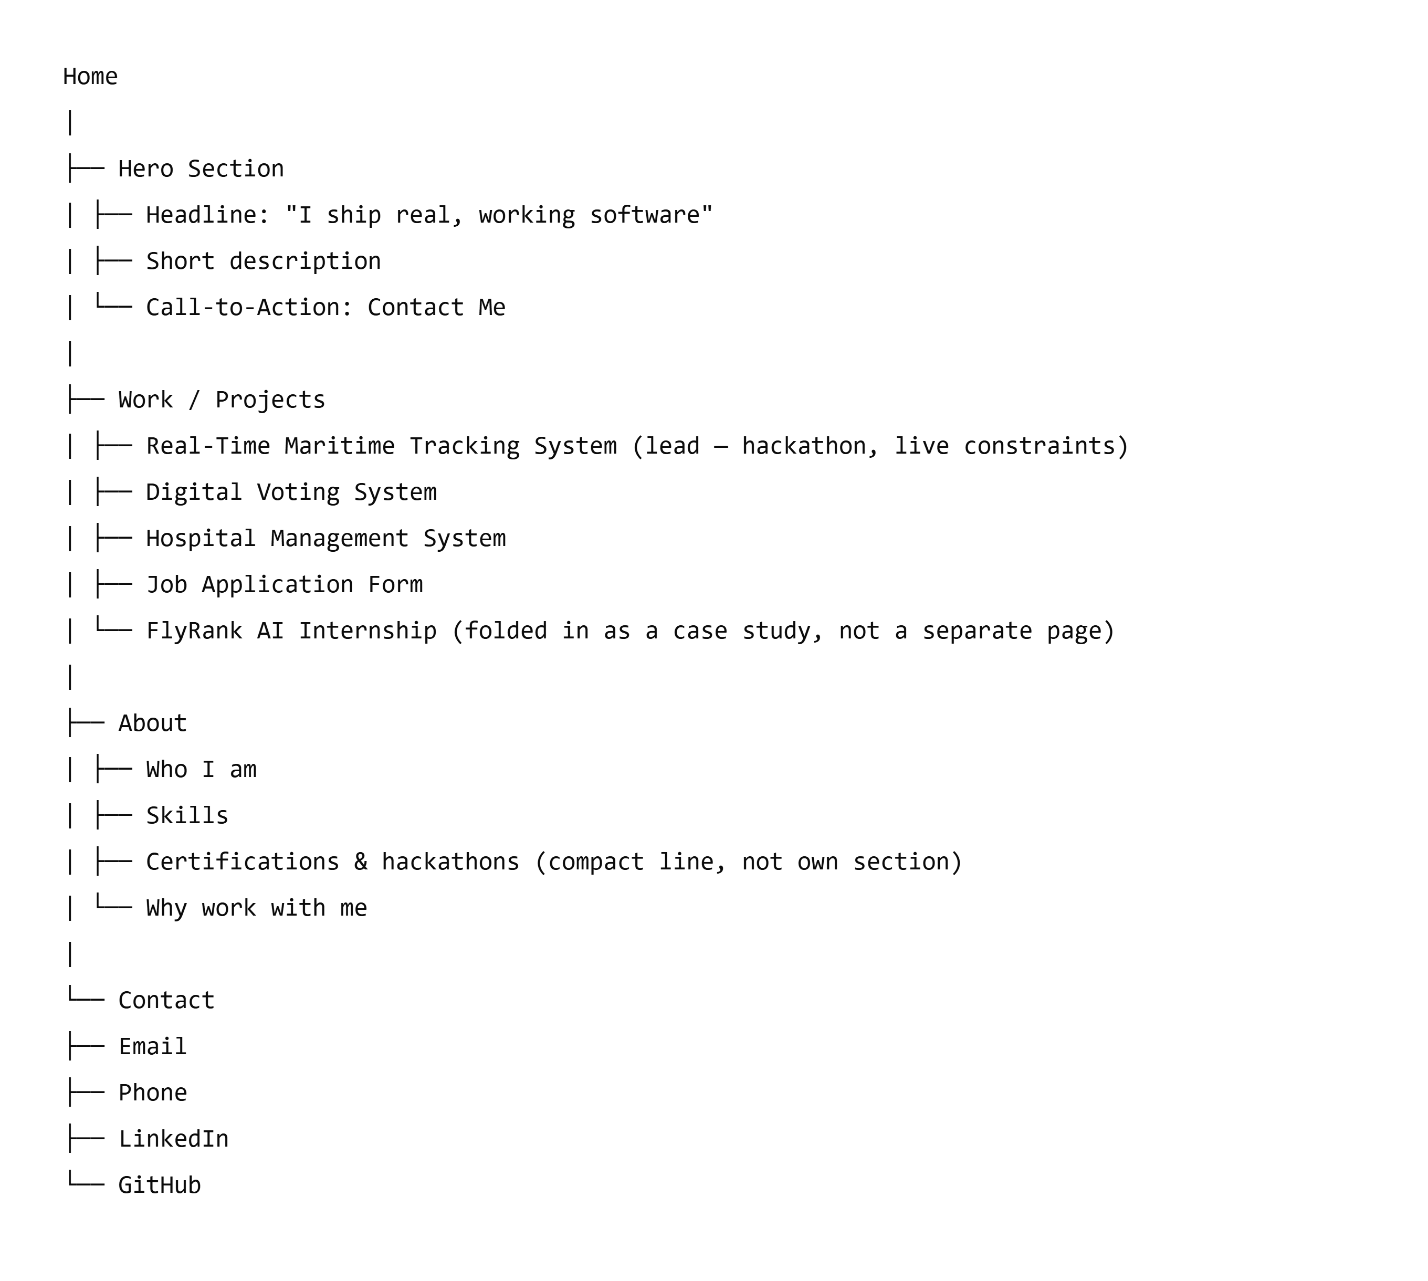 Home
│
├── Hero Section
│ ├── Headline: "I ship real, working software"
│ ├── Short description
│ └── Call-to-Action: Contact Me
│
├── Work / Projects
│ ├── Real-Time Maritime Tracking System (lead — hackathon, live constraints)
│ ├── Digital Voting System
│ ├── Hospital Management System
│ ├── Job Application Form
│ └── FlyRank AI Internship (folded in as a case study, not a separate page)
│
├── About
│ ├── Who I am
│ ├── Skills
│ ├── Certifications & hackathons (compact line, not own section)
│ └── Why work with me
│
└── Contact
├── Email
├── Phone
├── LinkedIn
└── GitHub